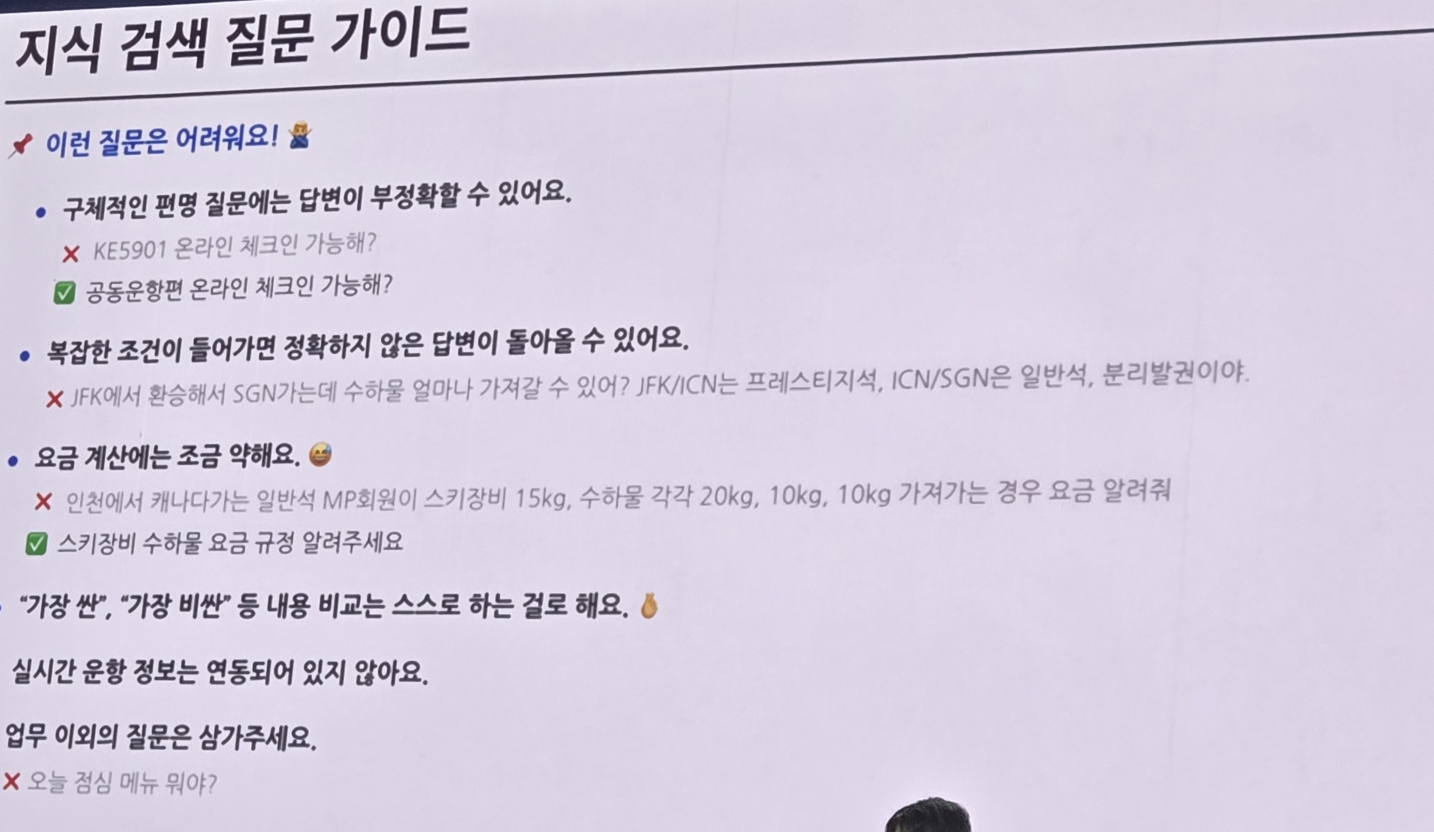 지식 검색 질문 가이드
📌 이런 질문은 어려워요! 🙅‍♂️
• 구체적인 편명 질문에는 답변이 부정확할 수 있어요.
❌ KE5901 온라인 체크인 가능해?
✅ 공동운항편 온라인 체크인 가능해?
• 복잡한 조건이 들어가면 정확하지 않은 답변이 돌아올 수 있어요.
❌ JFK에서 환승해서 SGN가는데 수하물 얼마나 가져갈 수 있어? JFK/ICN는 프레스티지석, ICN/SGN은 일반석, 분리발권이야.
• 요금 계산에는 조금 약해요. 😅
❌ 인천에서 캐나다가는 일반석 MP회원이 스키장비 15kg, 수하물 각각 20kg, 10kg, 10kg 가져가는 경우 요금 알려줘
✅ 스키장비 수하물 요금 규정 알려주세요
• “가장 싼”, “가장 비싼” 등 내용 비교는 스스로 하는 걸로 해요. 💰
실시간 운항 정보는 연동되어 있지 않아요.
업무 이외의 질문은 삼가주세요.
❌ 오늘 점심 메뉴 뭐야?